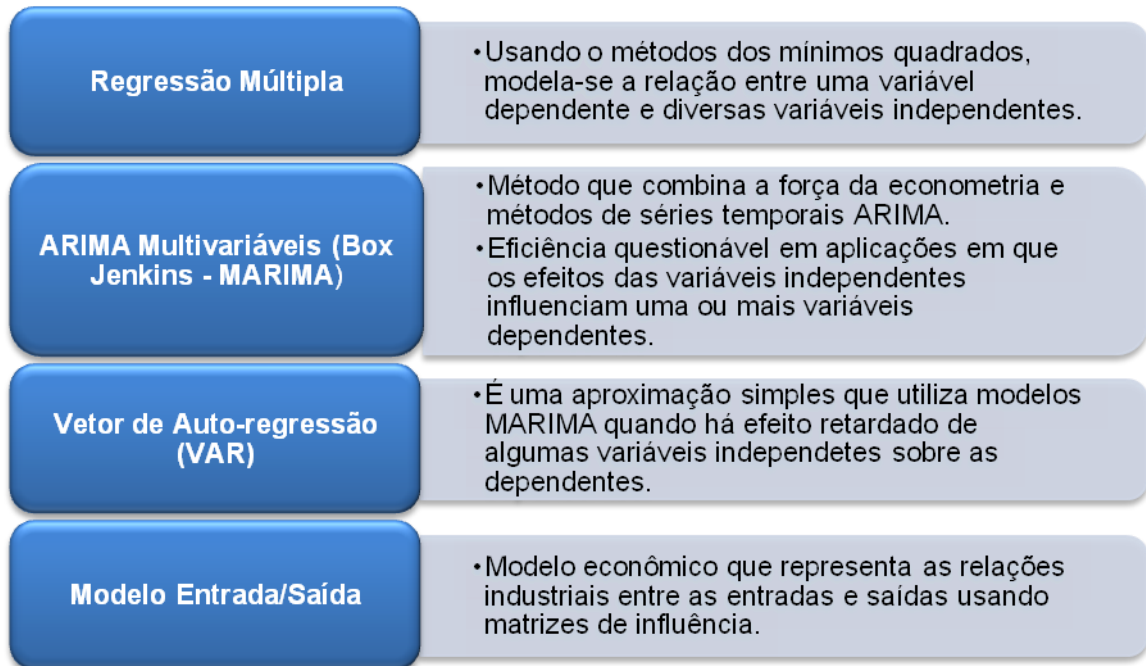 Regressão Múltipla
•Usando o métodos dos mínimos quadrados,
modela-se a relação entre uma variável
dependente e diversas variáveis independentes.
ARIMA Multivariáveis (Box
Jenkins - MARIMA)
•Método que combina a força da econometria e
métodos de séries temporais ARIMA.
•Eficiência questionável em aplicações em que
os efeitos das variáveis independentes
influenciam uma ou mais variáveis
dependentes.
Vetor de Auto-regressão
(VAR)
•É uma aproximação simples que utiliza modelos
MARIMA quando há efeito retardado de
algumas variáveis independetes sobre as
dependentes.
Modelo Entrada/Saída
•Modelo econômico que representa as relações
industriais entre as entradas e saídas usando
matrizes de influência.